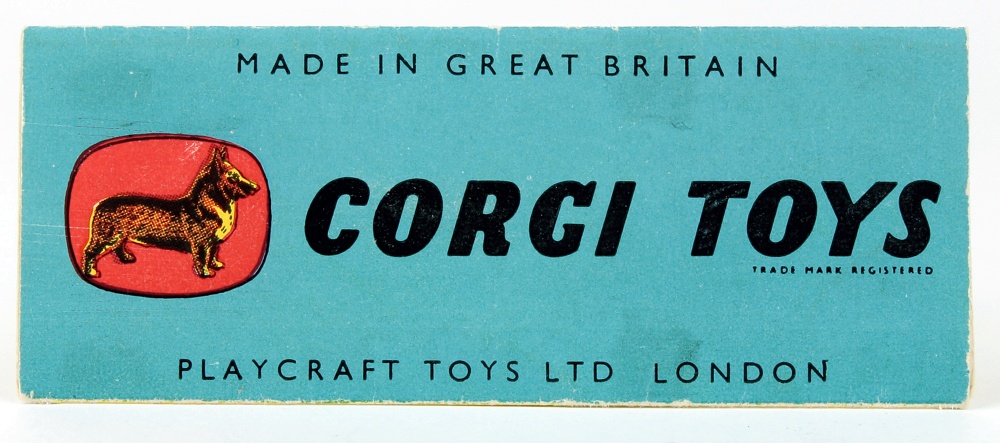 MADE IN GREAT BRITAIN
CORGI TOYS
TRADE MARK REGISTERED
PLAYCRAFT TOYS LTD LONDON